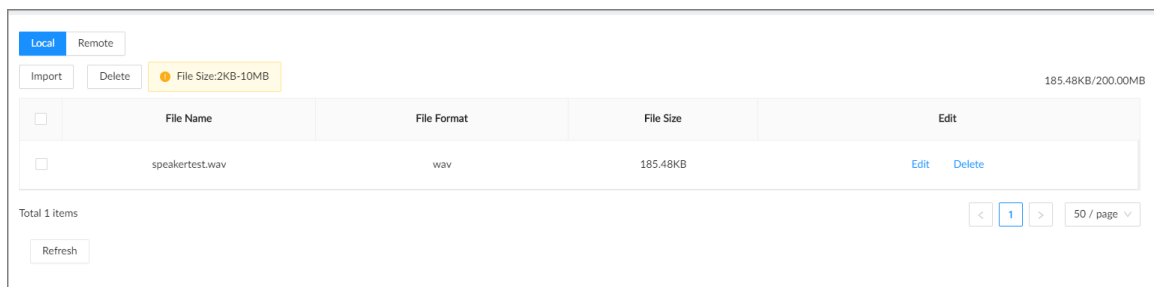 Local Remote
Import Delete File Size:2KB-10MB 185.48KB/200.00MB
File Name File Format File Size Edit
speakertest.wav wav 185.48KB Edit Delete
Total 1 items < 1 > 50 / page
Refresh